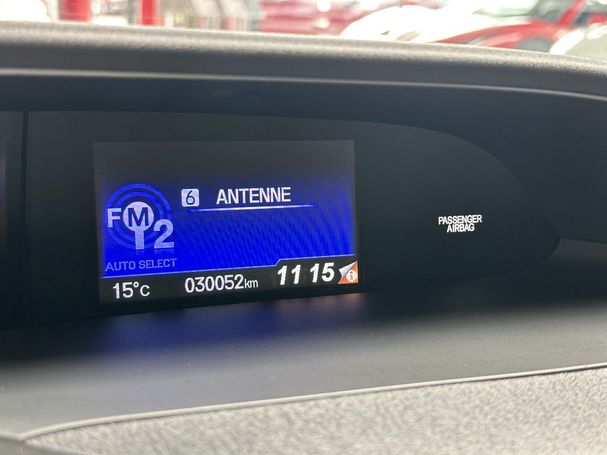 6 ANTENNE
FM2
AUTO SELECT
15°C 030052km 11 15 i
PASSENGER
AIRBAG